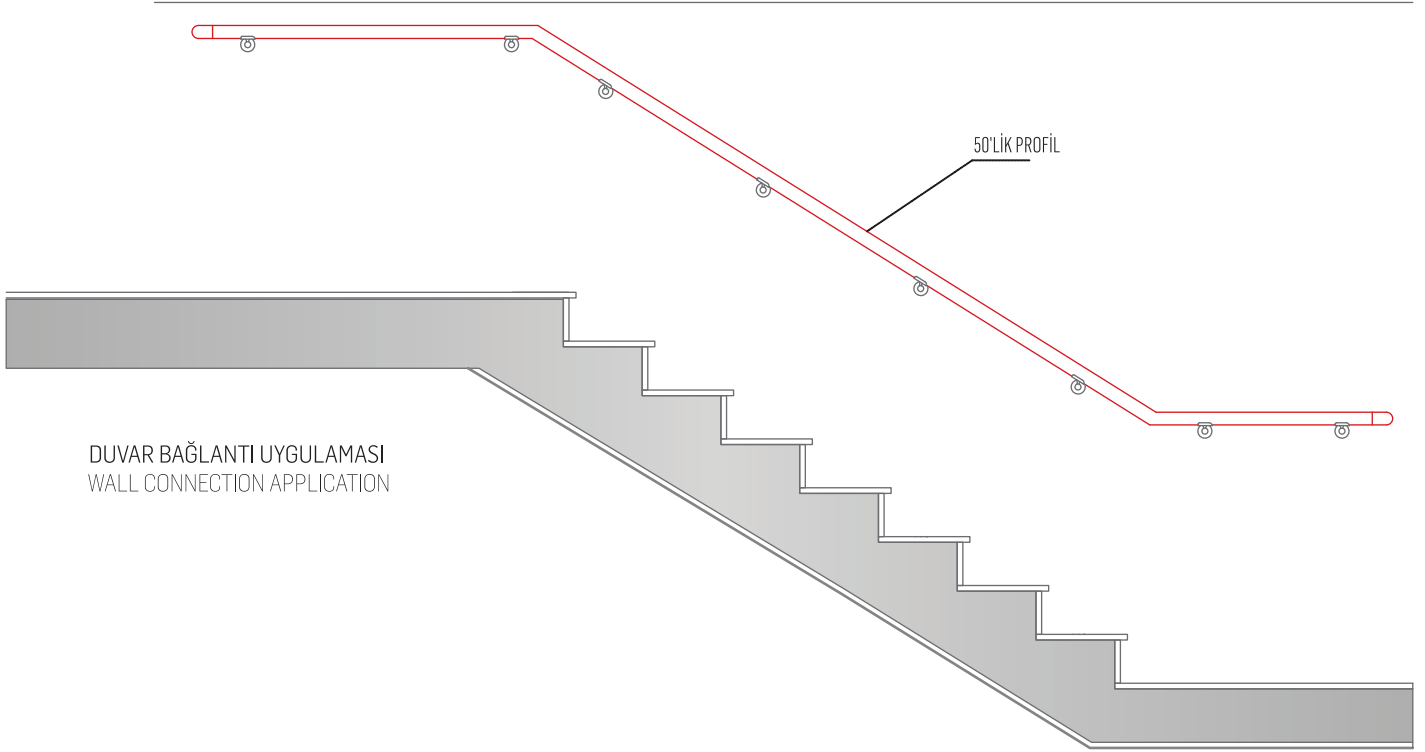 50'LİK PROFİL
DUVAR BAĞLANTI UYGULAMASI
WALL CONNECTION APPLICATION